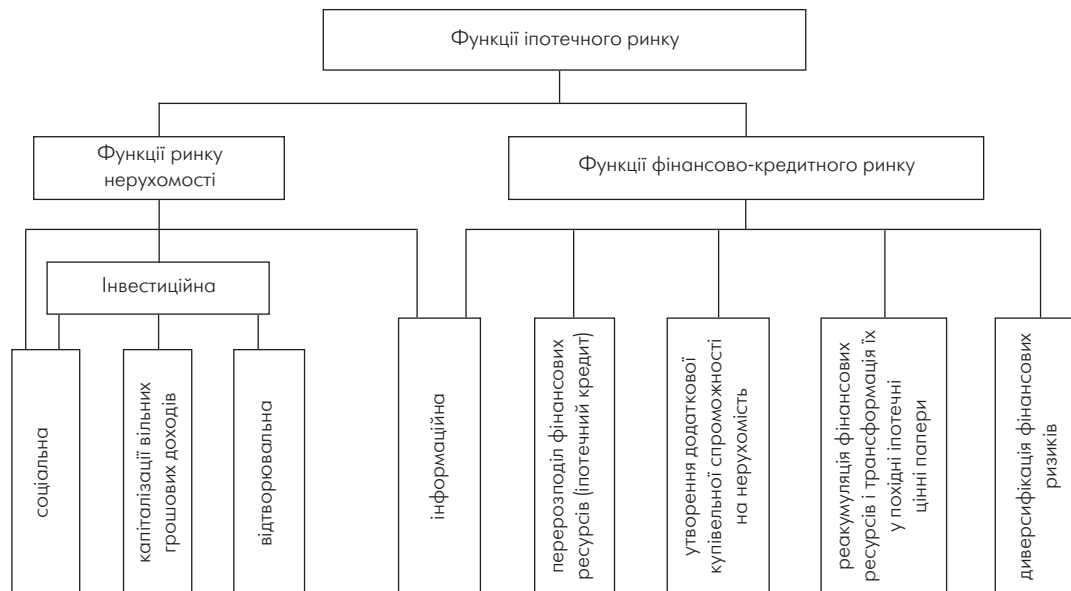 Функції іпотечного ринку
Функції ринку
нерухомості
Функції фінансово-кредитного ринку
Інвестиційна
соціальна
капіталізації вільних
грошових доходів
відтворювальна
інформаційна
перерозподіл фінансових
ресурсів (іпотечний кредит)
утворення додаткової
купівельної спроможності
на нерухомість
реакумуляція фінансових
ресурсів і трансформація їх
у похідні іпотечні
цінні папери
диверсифікація фінансових
ризиків